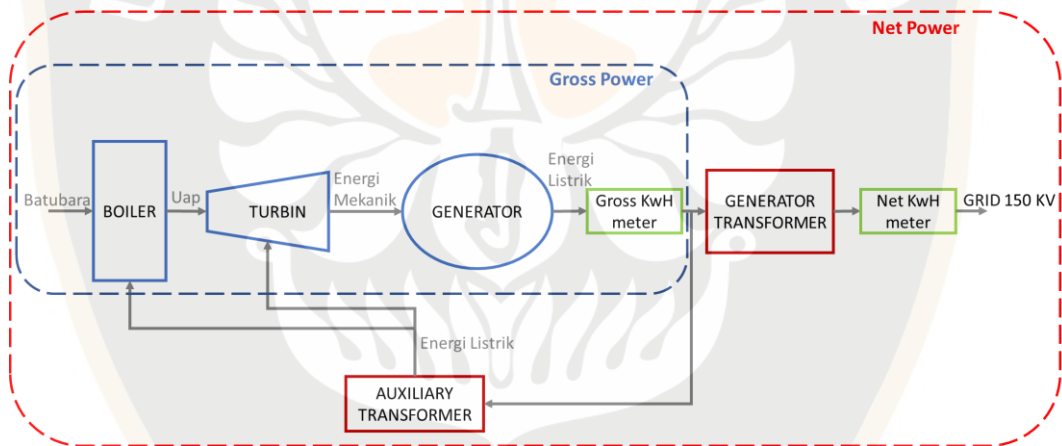 Net Power
Gross Power
Batubara
BOILER
Uap
TURBIN
Energi
Mekanik
GENERATOR
Energi
Listrik
Gross KwH
meter
GENERATOR
TRANSFORMER
Net KwH
meter
GRID 150 KV
Energi Listrik
AUXILIARY
TRANSFORMER